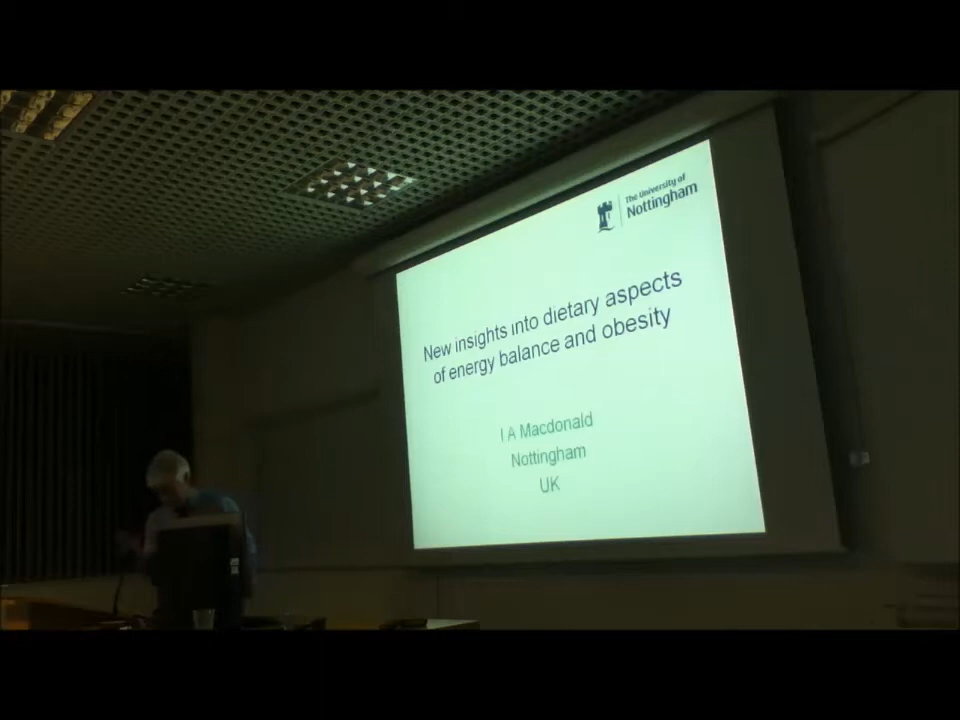 The University of
Nottingham
New insights into dietary aspects
of energy balance and obesity
I A Macdonald
Nottingham
UK